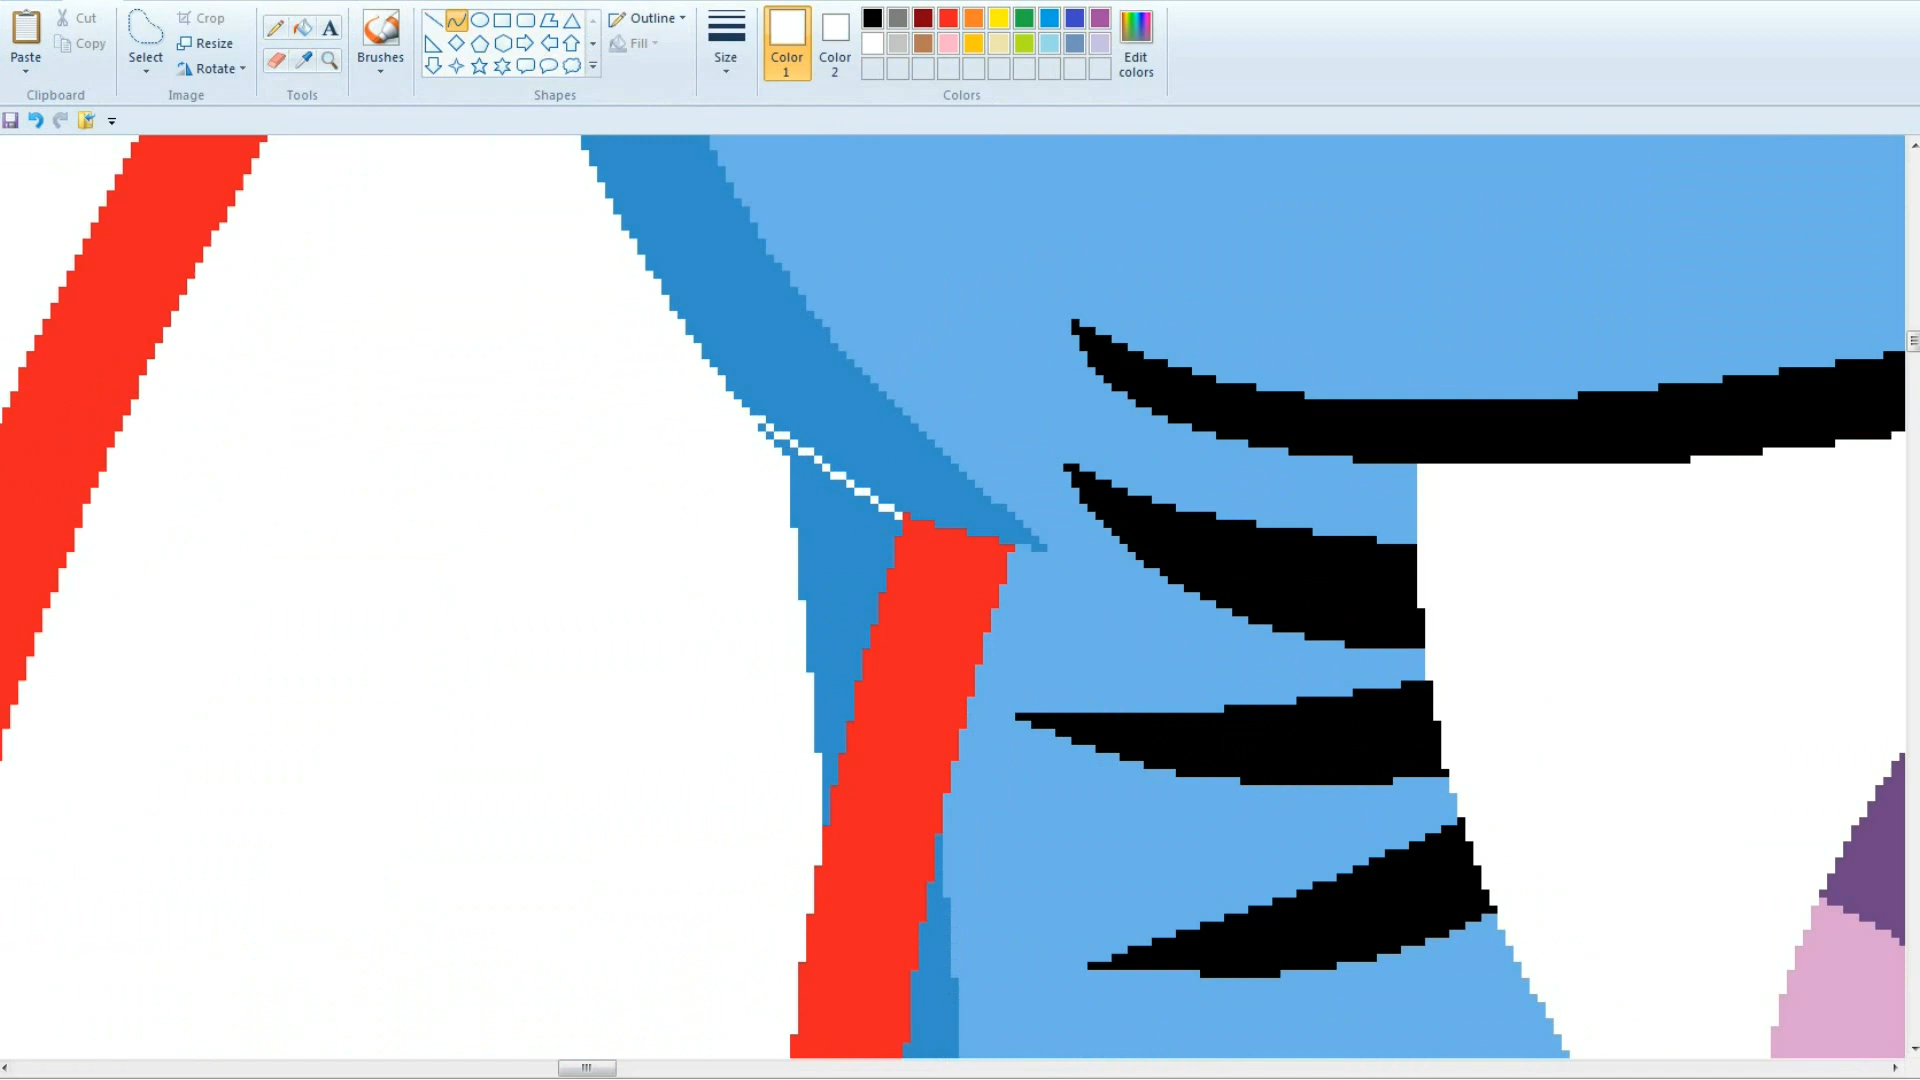 Paste
Cut
Copy
Clipboard
Select
Crop
Resize
Rotate
Image
A
Tools
Brushes
Shapes
Outline
Fill
Size
Color 1
Color 2
Edit colors
Colors